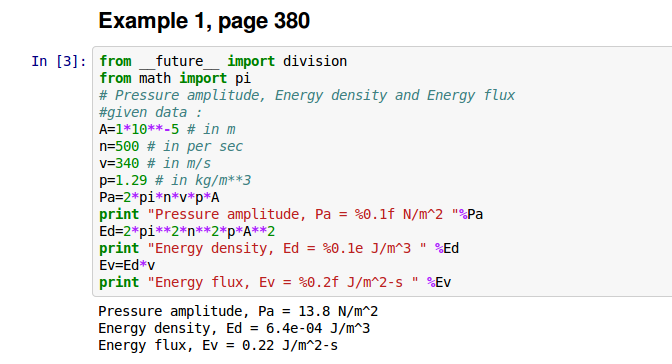 Example 1, page 380
In [3]: from __future__ import division
from math import pi
# Pressure amplitude, Energy density and Energy flux
#given data :
A=1*10**-5 # in m
n=500 # in per sec
v=340 # in m/s
p=1.29 # in kg/m**3
Pa=2*pi*n*v*p*A
print "Pressure amplitude, Pa = %0.1f N/m^2 "%Pa
Ed=2*pi**2*n**2*p*A**2
print "Energy density, Ed = %0.1e J/m^3 " %Ed
Ev=Ed*v
print "Energy flux, Ev = %0.2f J/m^2-s " %Ev
Pressure amplitude, Pa = 13.8 N/m^2
Energy density, Ed = 6.4e-04 J/m^3
Energy flux, Ev = 0.22 J/m^2-s